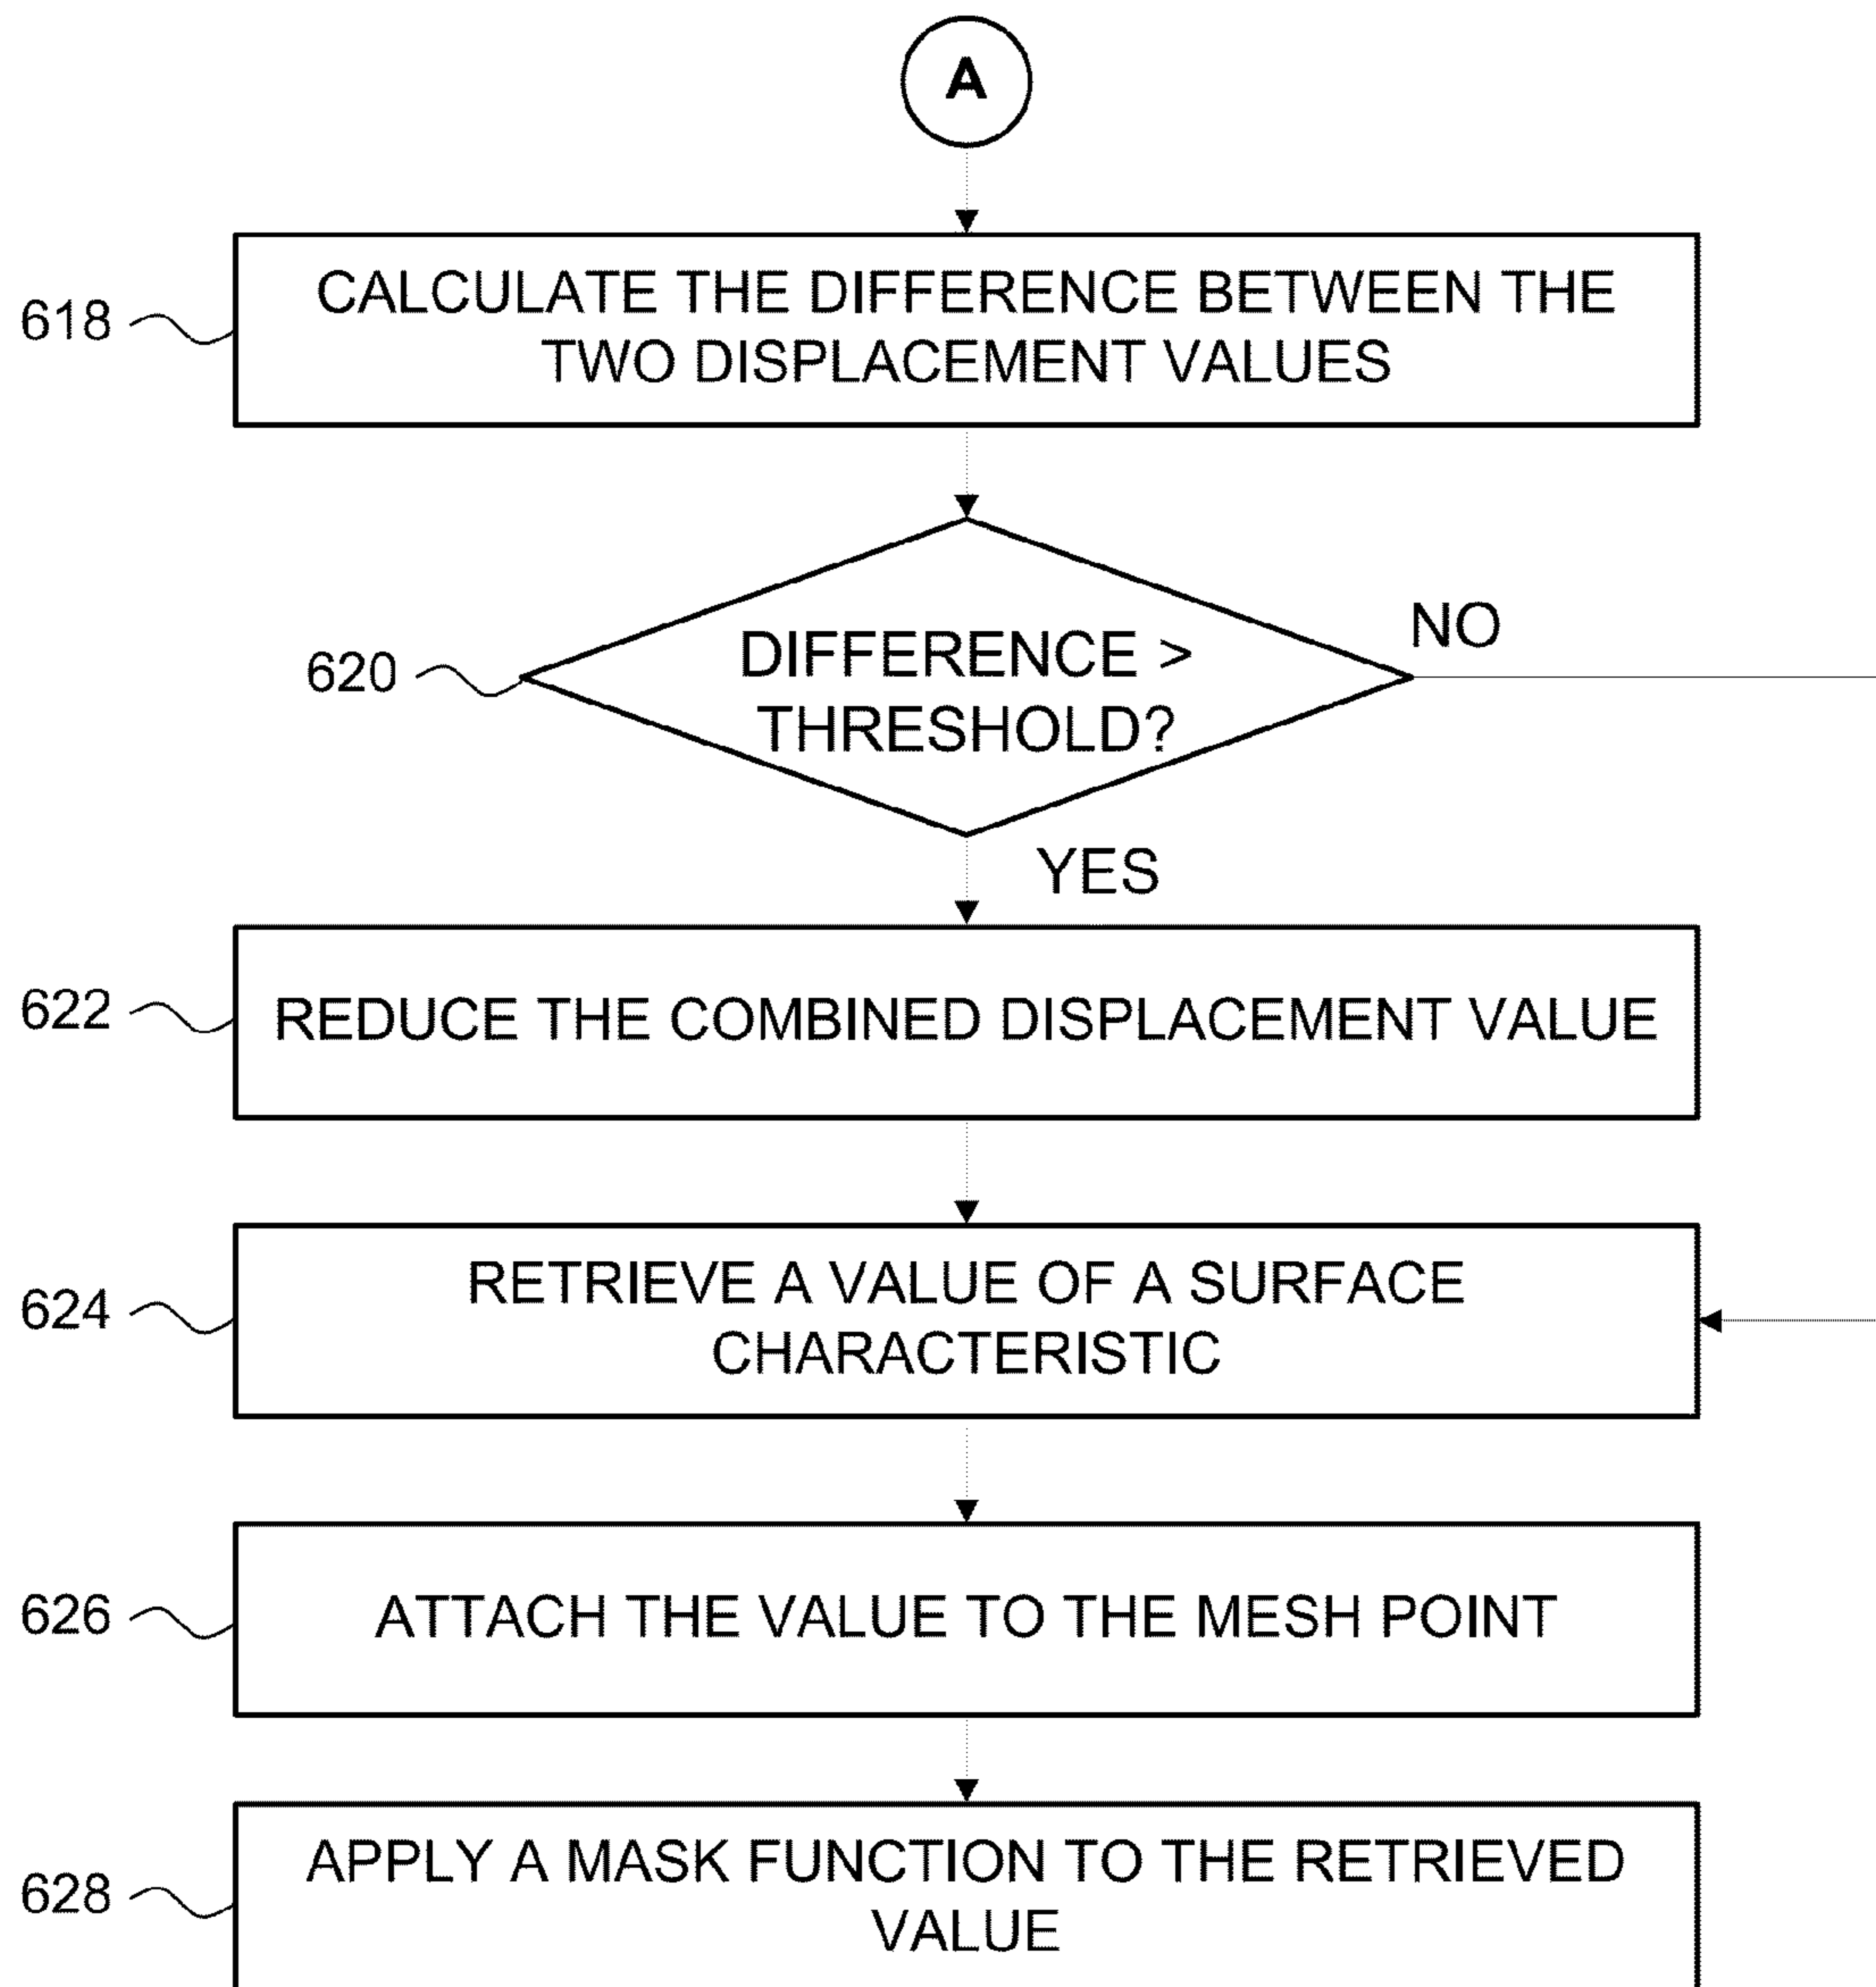 A
618
CALCULATE THE DIFFERENCE BETWEEN THE
TWO DISPLACEMENT VALUES
620
DIFFERENCE >
THRESHOLD?
NO
YES
622
REDUCE THE COMBINED DISPLACEMENT VALUE
624
RETRIEVE A VALUE OF A SURFACE
CHARACTERISTIC
626
ATTACH THE VALUE TO THE MESH POINT
628
APPLY A MASK FUNCTION TO THE RETRIEVED
VALUE